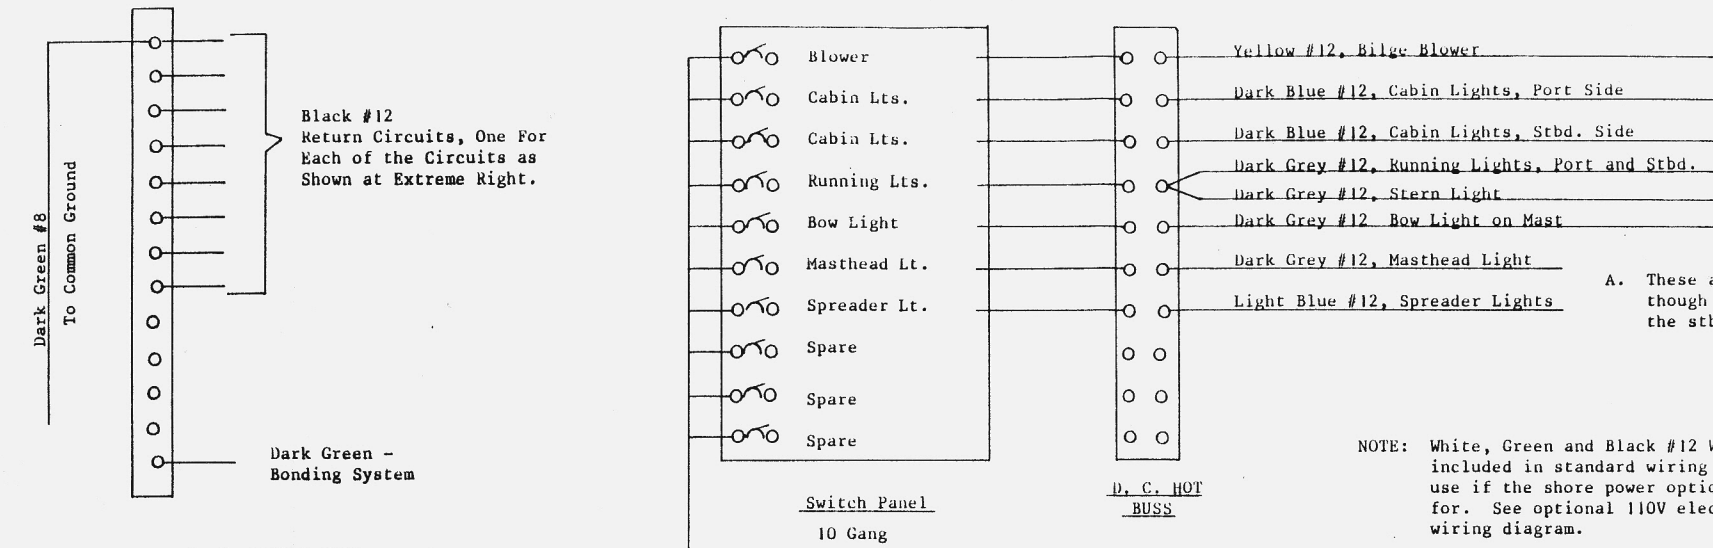 Dark Green #8
To Common Ground
Black #12
Return Circuits, One For
Each of the Circuits as
Shown at Extreme Right.
Dark Green –
Bonding System
Blower
Cabin Lts.
Cabin Lts.
Running Lts.
Bow Light
Masthead Lt.
Spreader Lt.
Spare
Spare
Spare
Switch Panel
10 Gang
D. C. HOT
BUSS
Yellow #12, Bilge Blower
Dark Blue #12, Cabin Lights, Port Side
Dark Blue #12, Cabin Lights, Stbd. Side
Dark Grey #12, Running Lights, Port and Stbd.
Dark Grey #12, Stern Light
Dark Grey #12 Bow Light on Mast
Dark Grey #12, Masthead Light
Light Blue #12, Spreader Lights
A. These
though
the
NOTE: White, Green and Black #12
included in standard wiring
use if the shore power
for. See optional 110V
wiring diagram.